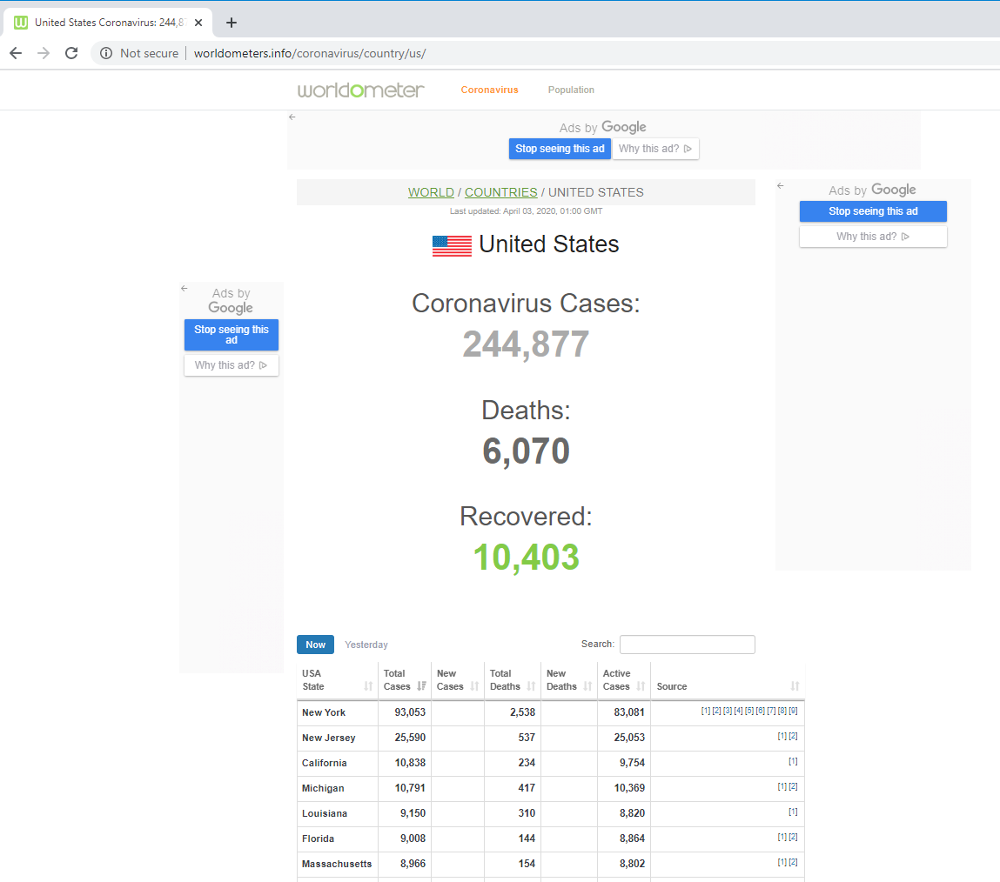 United States Coronavirus: 244,87
Not secure | worldometers.info/coronavirus/country/us/
worldometer Coronavirus Population
Ads by Google
Stop seeing this ad Why this ad?
WORLD / COUNTRIES / UNITED STATES
Last updated: April 03, 2020, 01:00 GMT
United States
Ads by Google
Stop seeing this ad
Why this ad?
Ads by
Google
Stop seeing this
ad
Why this ad?
Coronavirus Cases:
244,877
Deaths:
6,070
Recovered:
10,403
Now Yesterday Search:
USA Total New Total New Active
State Cases Cases Deaths Deaths Cases Source
New York 93,053 2,538 83,081 [1] [2] [3] [4] [5] [6] [7] [8] [9]
New Jersey 25,590 537 25,053 [1] [2]
California 10,838 234 9,754 [1]
Michigan 10,791 417 10,369 [1] [2]
Louisiana 9,150 310 8,820 [1]
Florida 9,008 144 8,864 [1] [2]
Massachusetts 8,966 154 8,802 [1] [2]